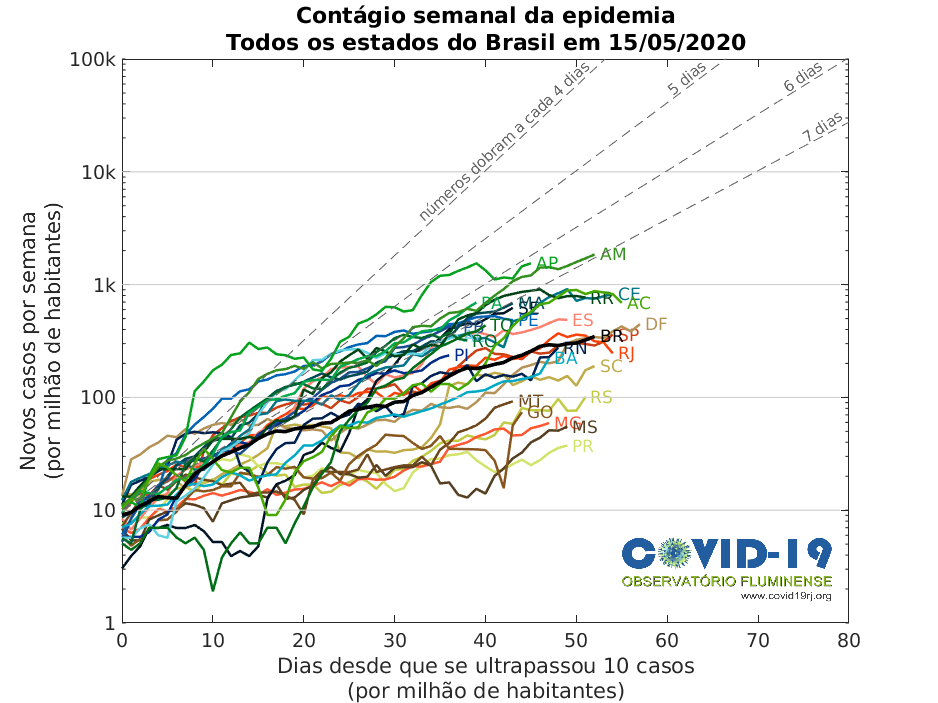 Contágio semanal da epidemia
Todos os estados do Brasil em 15/05/2020
Novos casos por semana
(por milhão de habitantes)
100k
10k
1k
100
10
1
números dobram a cada 4 dias
5 dias
6 dias
7 dias
AM
AP
CE
RR
AC
PA
MA
SE
PE
ES
DF
PB
TO
RO
BR
SP
RN
RJ
PI
BA
SC
RS
MT
GO
MG
MS
PR
COVID-19
OBSERVATÓRIO FLUMINENSE
www.covid19rj.org
0 10 20 30 40 50 60 70 80
Dias desde que se ultrapassou 10 casos
(por milhão de habitantes)